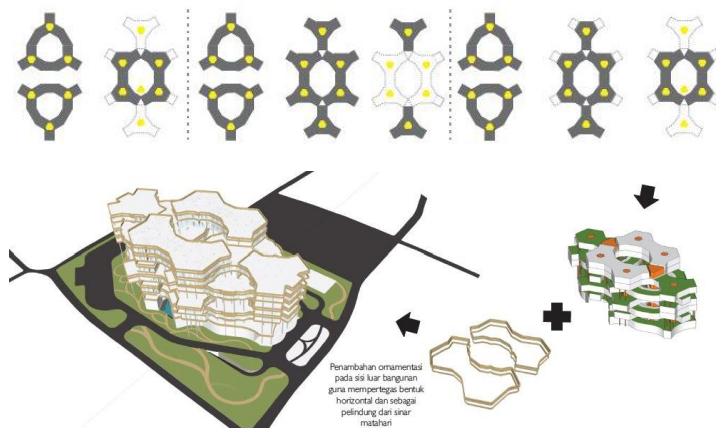 Penambahan ornamentasi
pada sisi luar bangunan
guna mempertegas bentuk
horizontal dan sebagai
pelindung dari sinar
matahari